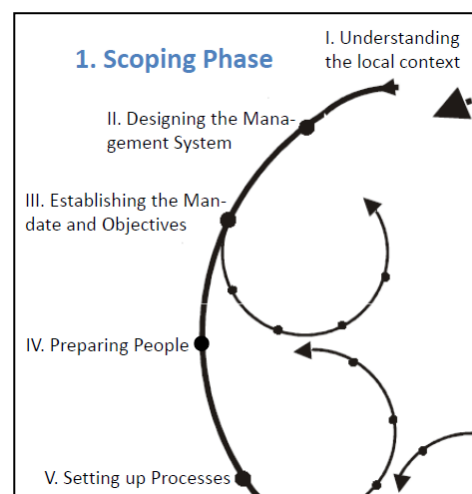 I. Understanding
the local context
1. Scoping Phase
II. Designing the Mana-
gement System
III. Establishing the Man-
date and Objectives
IV. Preparing People
V. Setting up Processes